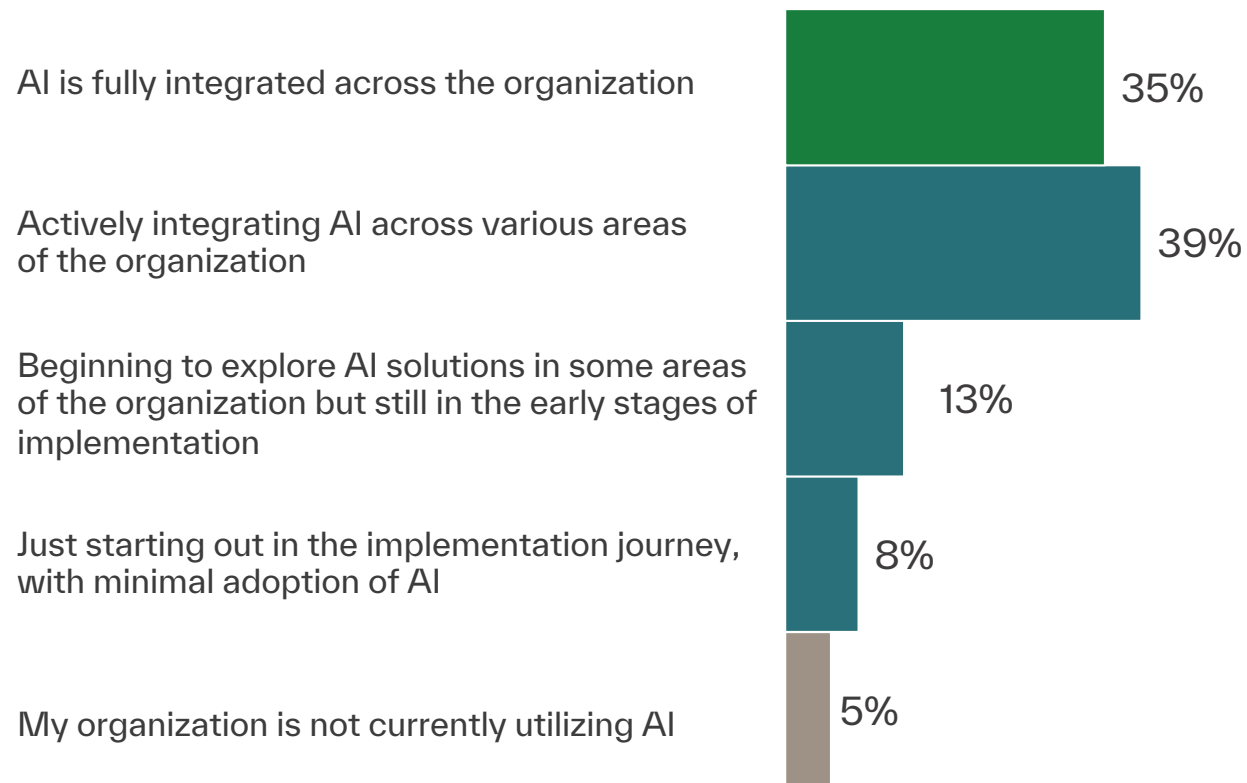 AI is fully integrated across the organization
35%
Actively integrating AI across various areas
of the organization
39%
Beginning to explore AI solutions in some areas
of the organization but still in the early stages of
implementation
13%
Just starting out in the implementation journey,
with minimal adoption of AI
8%
My organization is not currently utilizing AI
5%